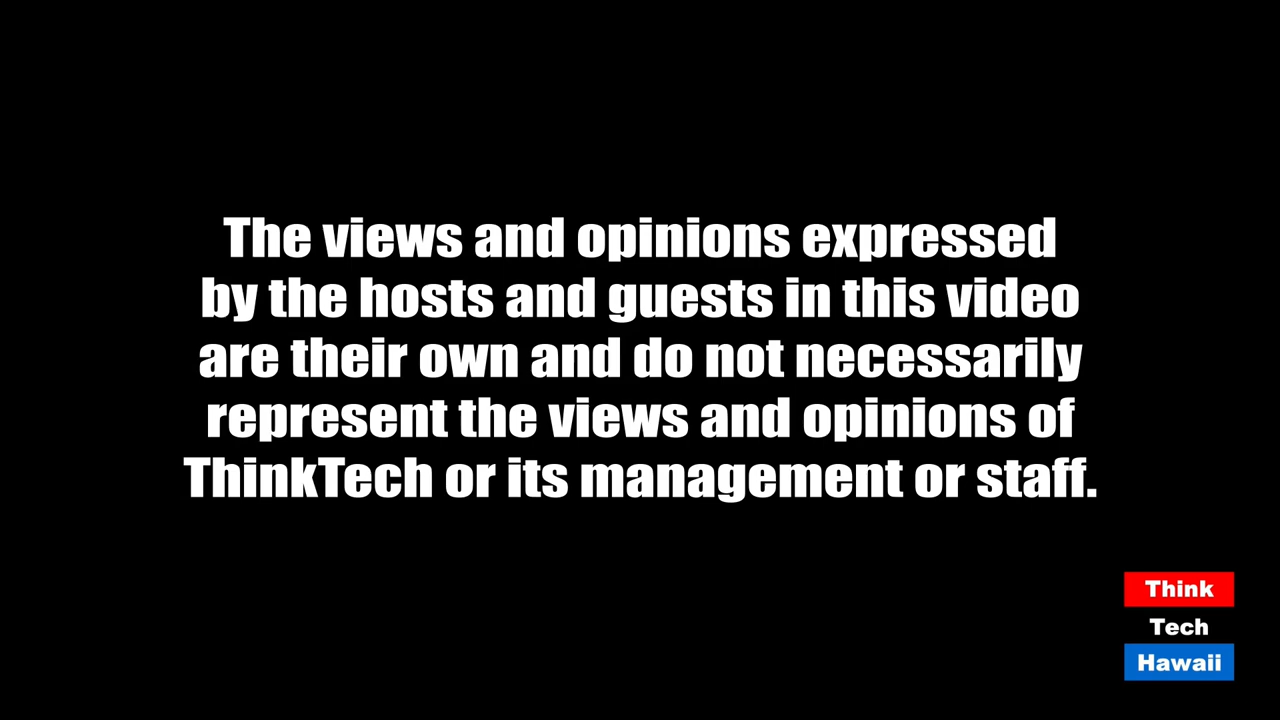 The views and opinions expressed
by the hosts and guests in this video
are their own and do not necessarily
represent the views and opinions of
ThinkTech or its management or staff.
Think
Tech
Hawaii